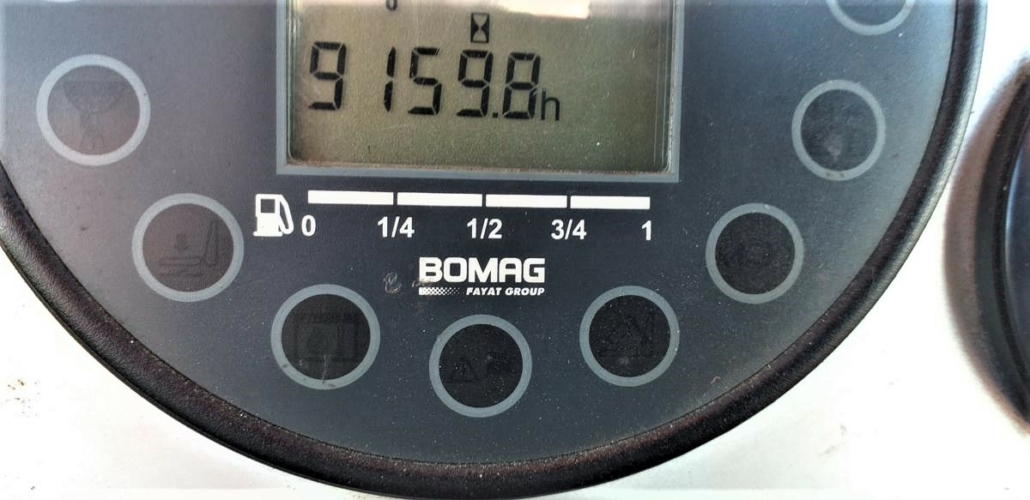 9159.8h
0 1/4 1/2 3/4 1
BOMAG
FAYAT GROUP